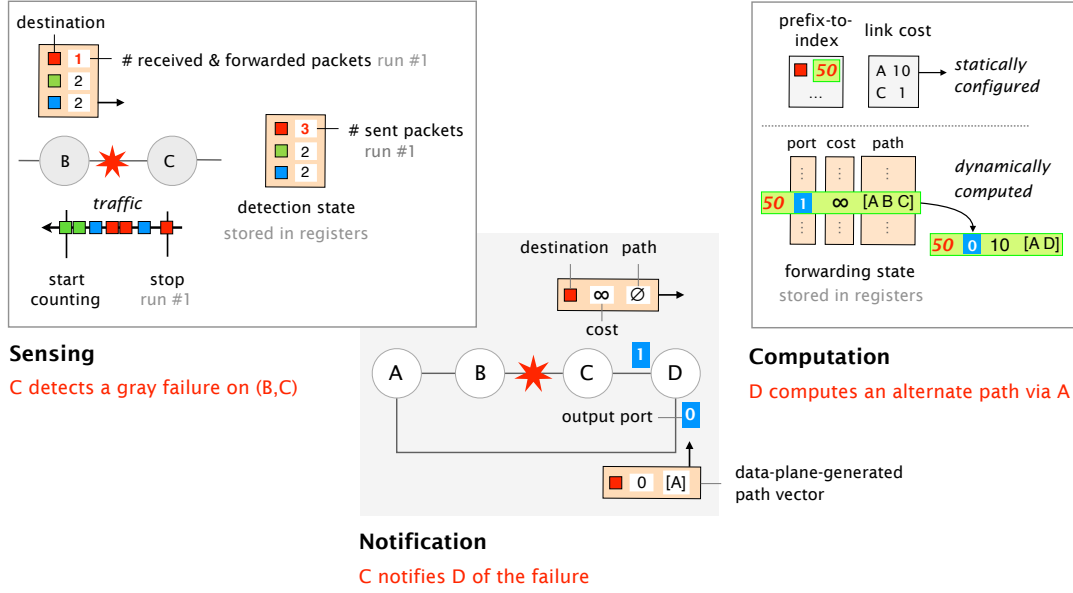 destination
1
# received & forwarded packets run #1
2
2
B
C
3
# sent packets
run #1
2
2
traffic
detection state
stored in registers
start
counting
stop
run #1
Sensing
C detects a gray failure on (B,C)
destination
path
∞
∅
cost
A
B
C
1
D
output port
0
0
[A]
data-plane-generated
path vector
Notification
C notifies D of the failure
prefix-to-
index
link cost
50
...
A 10
C 1
statically
configured
port
cost
path
⋮
⋮
⋮
dynamically
computed
50
1
∞
[A B C]
⋮
⋮
⋮
50
0
10
[A D]
forwarding state
stored in registers
Computation
D computes an alternate path via A